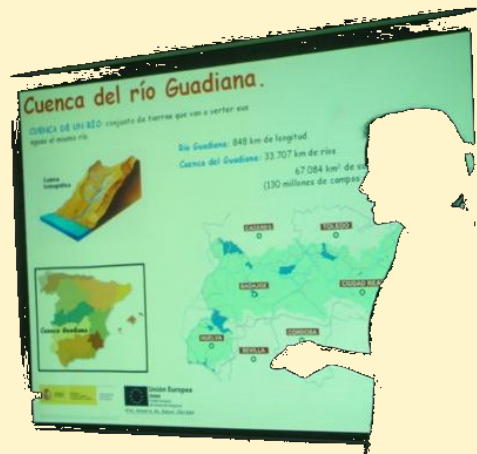 Cuenca del río Guadiana.
CUENCA DE UN RÍO: conjunto de tierras que van a verter sus
aguas al mismo río.
Río Guadiana: 848 km de longitud
Cuenca del Guadiana: 33.707 km de ríos
67.084 km² de
(130 millones de campos
Cuenca
hidrográfica
CACERES
TOLEDO
BADAJOZ
CIUDAD REAL
HUELVA
SEVILLA
CORDOBA
Cuenca Guadiana
Unión Europea